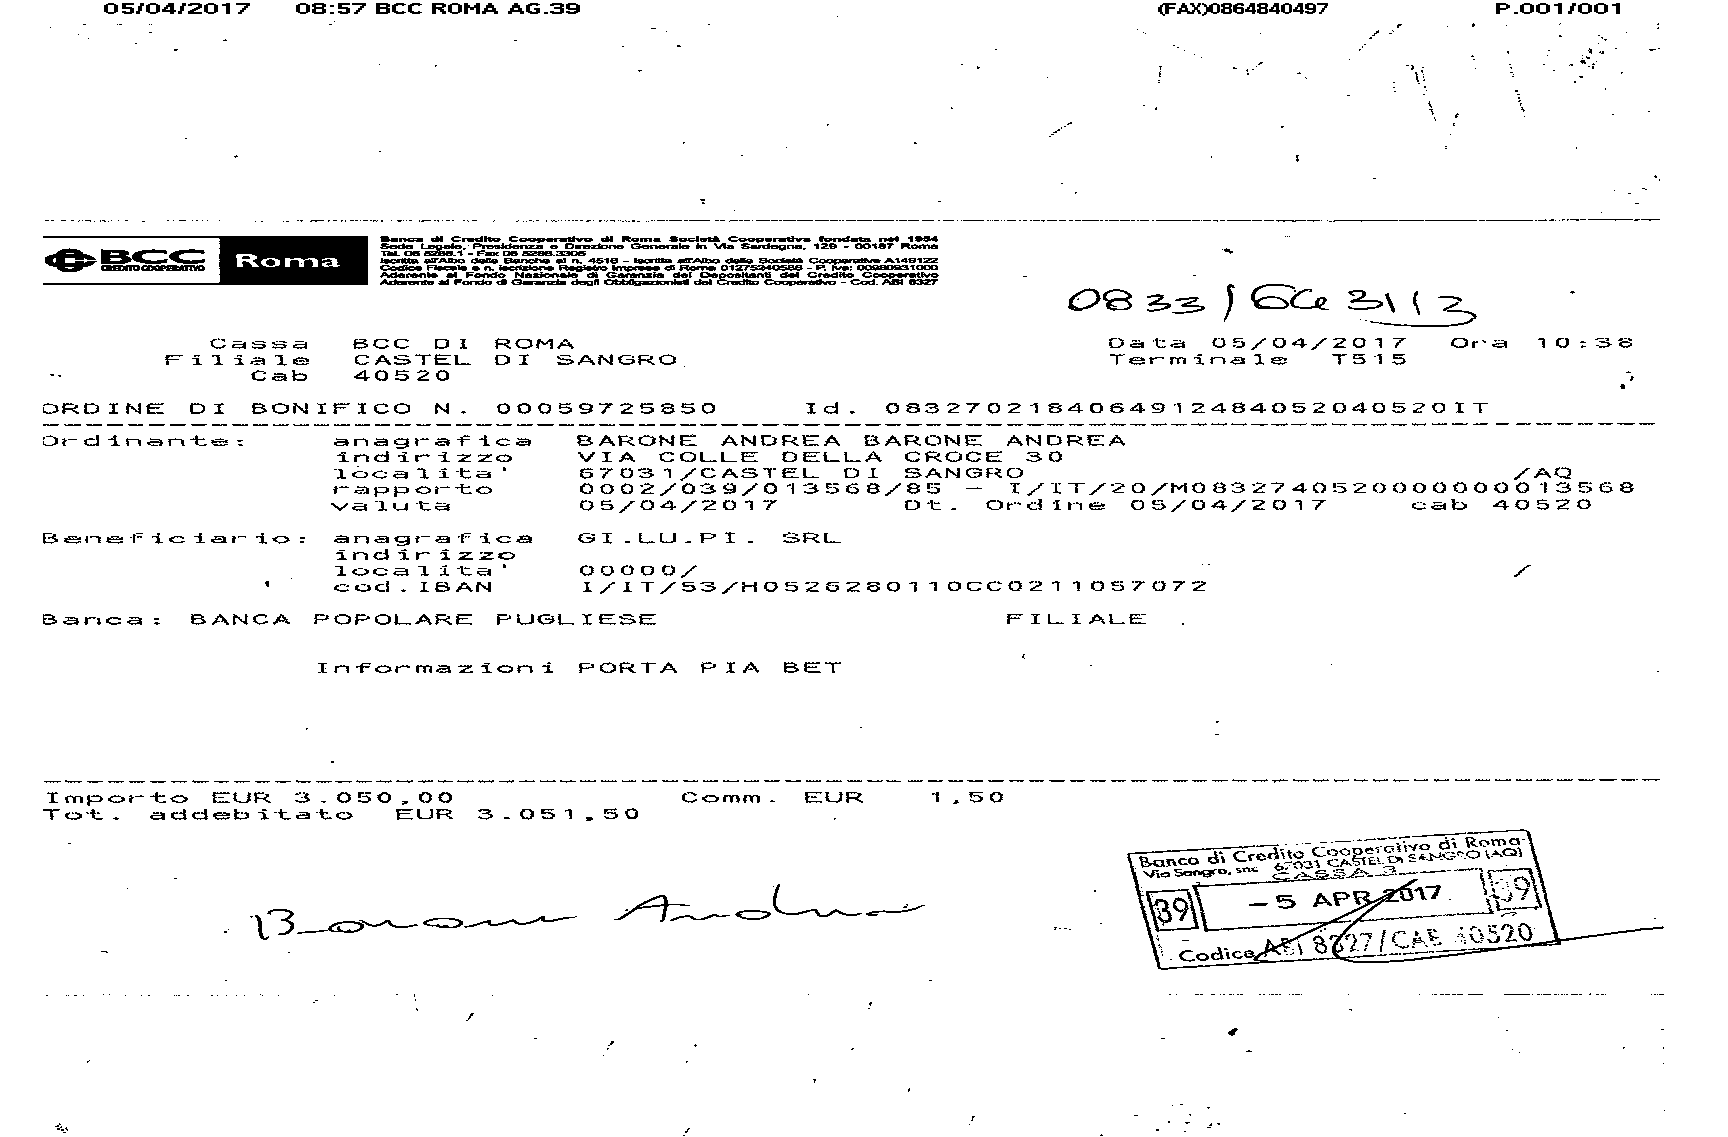 05/04/2017 08:57 BCC ROMA AG.39 (FAX)0864840497 P.001/001
BCC CREDITO COOPERATIVO Roma
Banca di Credito Cooperativo di Roma Società Cooperativa fondata nel 1954
Sede Legale, Presidenza e Direzione Generale in Via Sardegna, 129 - 00187 Roma
Tel. 06 5286.1 - Fax 06 5286.3305
Iscritta all'Albo delle Banche al n. 4516 - Iscritta all'Albo delle Società Cooperative A149122
Codice Fiscale e n. iscrizione Registro Imprese di Roma 01275240586 - P. Iva: 00980931000
Aderente al Fondo Nazionale di Garanzia dei Depositanti del Credito Cooperativo
Aderente al Fondo di Garanzia degli Obbligazionisti del Credito Cooperativo - Cod. ABI 8327
0833/
Cassa BCC DI ROMA Data 05/04/2017 Ora 10:38
Filiale CASTEL DI SANGRO Terminale T515
Cab 40520
ORDINE DI BONIFICO N. 00059725850 Id. 0832702184064912484052040520IT
Ordinante: anagrafica BARONE ANDREA BARONE ANDREA
indirizzo VIA COLLE DELLA CROCE 30
localita' 67031/CASTEL DI SANGRO /AQ
rapporto 0002/039/013568/85 - I/IT/20/M0832740520000000013568
valuta 05/04/2017 Dt. Ordine 05/04/2017 cab 40520
Beneficiario: anagrafica GI.LU.PI. SRL
indirizzo
localita' 00000/ /
cod.IBAN I/IT/53/H0526280110CC0211057072
Banca: BANCA POPOLARE PUGLIESE FILIALE
Informazioni PORTA PIA BET
Importo EUR 3.050,00 Comm. EUR 1,50
Tot. addebitato EUR 3.051,50
Barone Andrea
Banca di Credito Cooperativo di Roma
Via Sangro, snc 67031 CASTEL DI SANGRO (AQ)
CASSA 3
39 - 5 APR 2017 39
Codice ABI 8327/CAB 40520